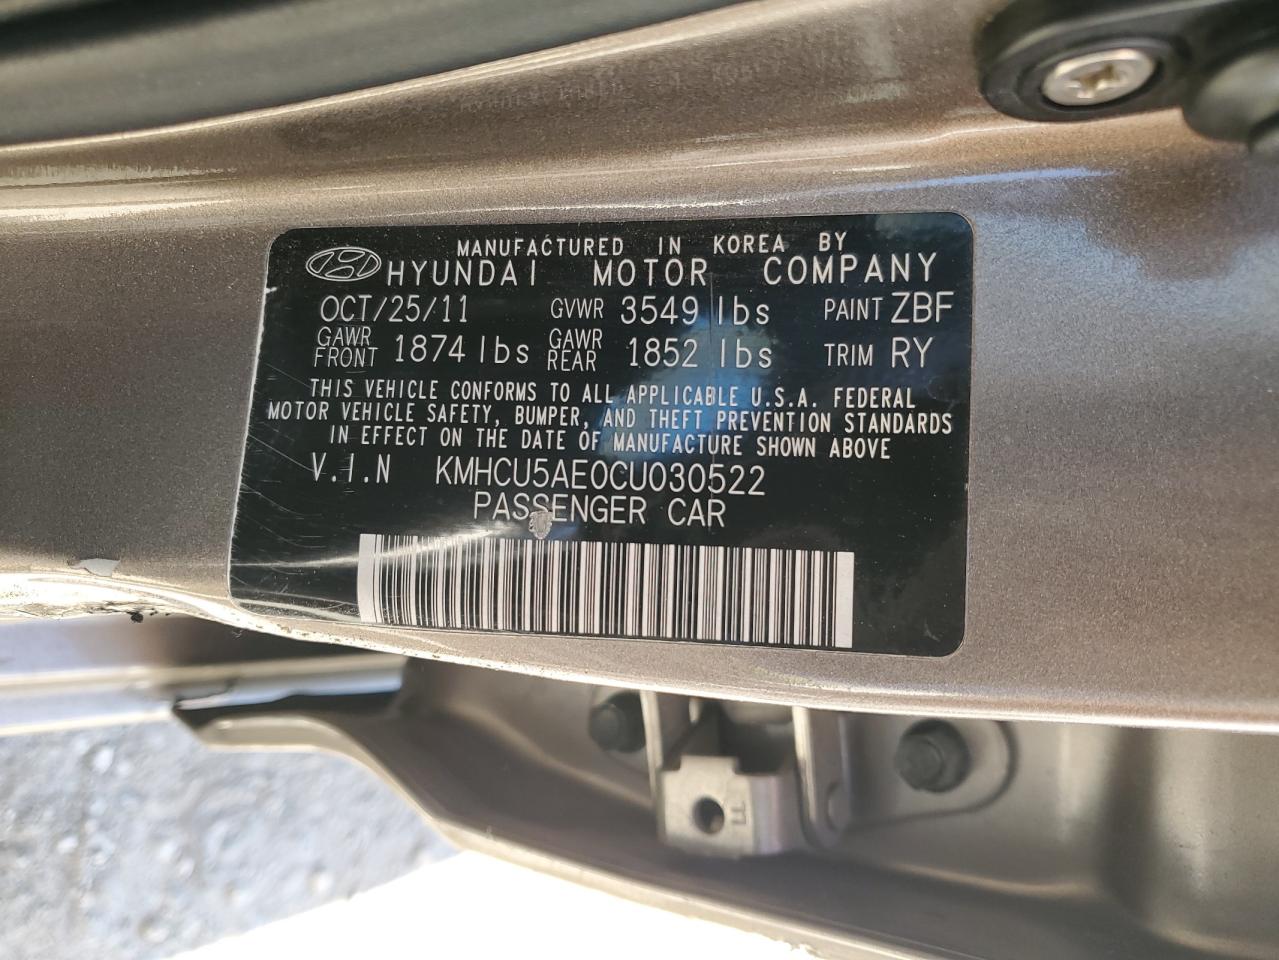 MANUFACTURED IN KOREA BY
HYUNDAI MOTOR COMPANY
OCT/25/11 GVWR 3549 lbs PAINT ZBF
GAWR FRONT 1874 lbs GAWR REAR 1852 lbs TRIM RY
THIS VEHICLE CONFORMS TO ALL APPLICABLE U.S.A. FEDERAL
MOTOR VEHICLE SAFETY, BUMPER, AND THEFT PREVENTION STANDARDS
IN EFFECT ON THE DATE OF MANUFACTURE SHOWN ABOVE
V.I.N KMHCU5AE0CU030522
PASSENGER CAR